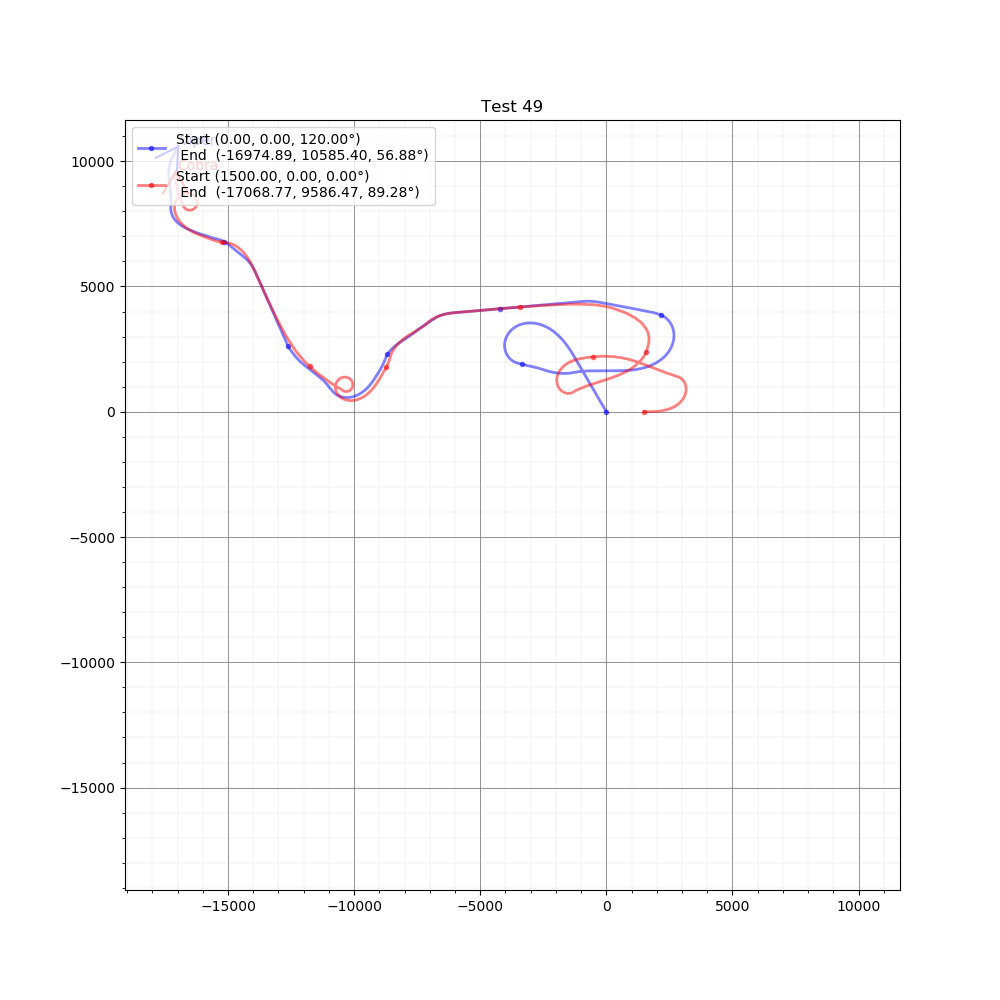 Test 49
Start (0.00, 0.00, 120.00°)
End (-16974.89, 10585.40, 56.88°)
Start (1500.00, 0.00, 0.00°)
End (-17068.77, 9586.47, 89.28°)
Cobra
10000
5000
0
−5000
−10000
−15000
−15000 −10000 −5000 0 5000 10000